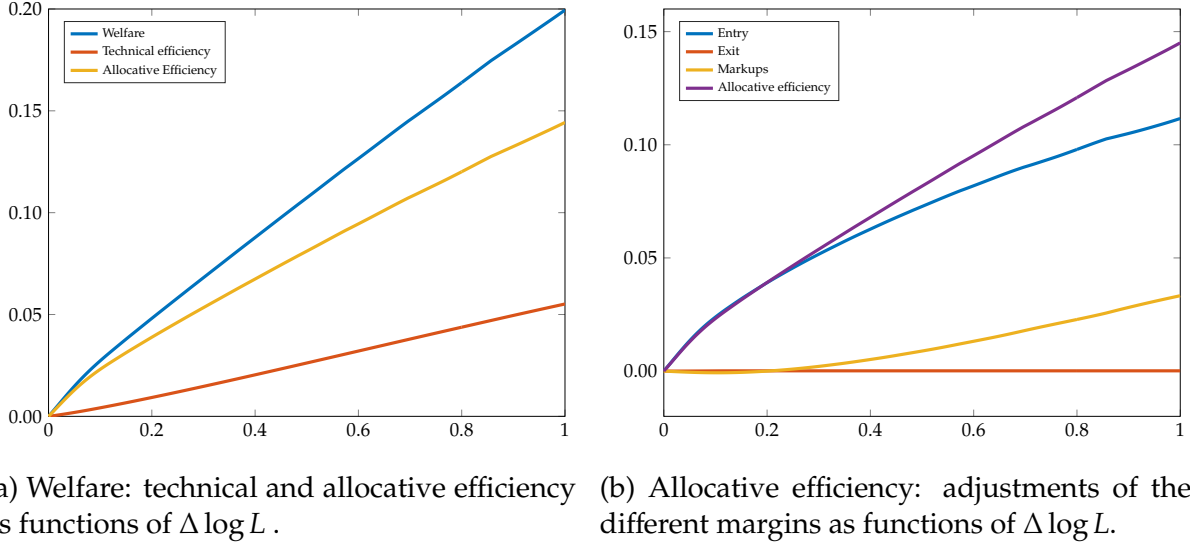 0.20
0.15
0.10
0.05
0.00
0
0.2
0.4
0.6
0.8
1
Welfare
Technical efficiency
Allocative Efficiency
) Welfare: technical and allocative efficiency
s functions of Δ log L .
0.15
0.10
0.05
0.00
0
0.2
0.4
0.6
0.8
1
Entry
Exit
Markups
Allocative efficiency
(b) Allocative efficiency: adjustments of the
different margins as functions of Δ log L.